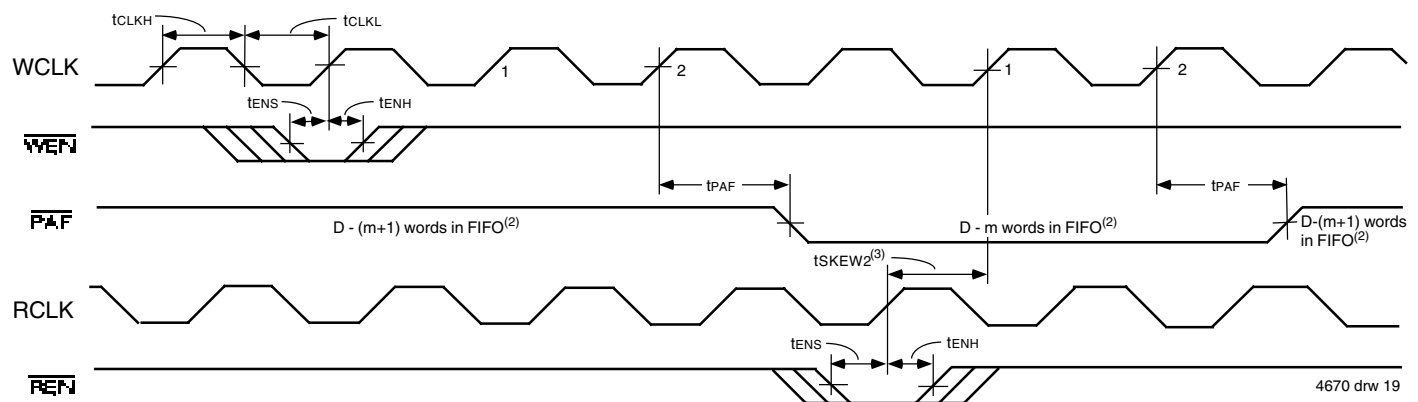 tCLKH
tCLKL
WCLK
1
2
1
2
tENS
tENH
WEN
tPAF
tPAF
PAF
D - (m+1) words in FIFO(2)
D - m words in FIFO(2)
D-(m+1) words
in FIFO(2)
tSKEW2(3)
RCLK
tENS
tENH
REN
4670 drw 19